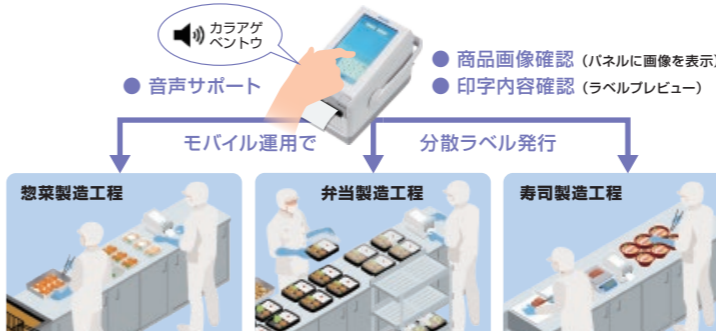 カラアゲ
ベントウ
● 音声サポート
● 商品画像確認 (パネルに画像を表示)
● 印字内容確認 (ラベルプレビュー)
モバイル運用で 分散ラベル発行
惣菜製造工程
弁当製造工程
寿司製造工程